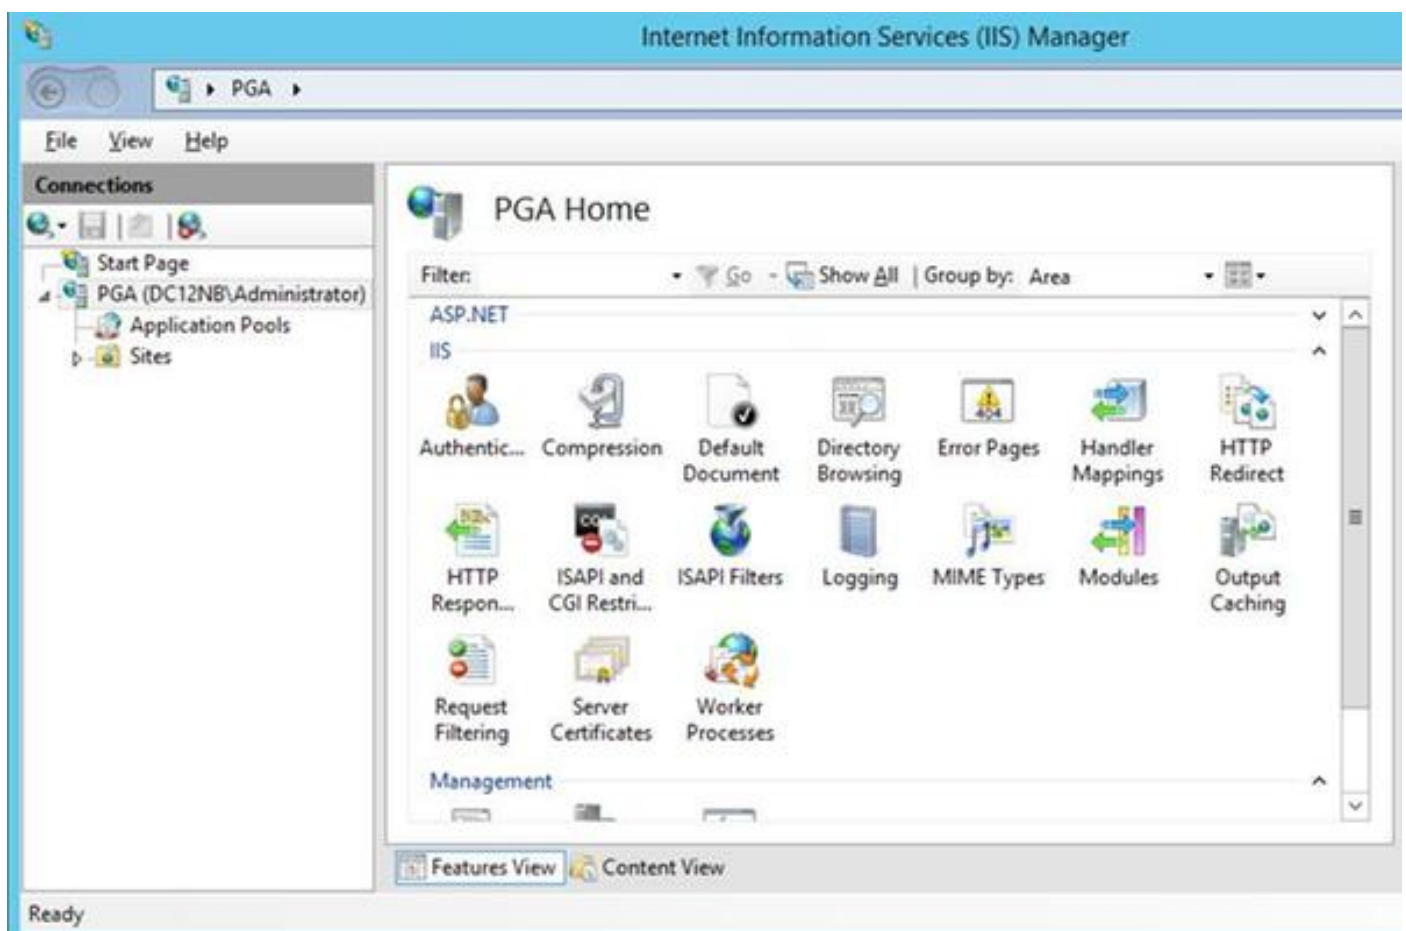 Internet Information Services (IIS) Manager
PGA
File View Help
Connections
Start Page
PGA (DC12NB\Administrator)
Application Pools
Sites
PGA Home
Filter: Go Show All Group by: Area
ASP.NET
IIS
Authentic... Compression Default Document Directory Browsing Error Pages Handler Mappings HTTP Redirect
HTTP Respon... ISAPI and CGI Restri... ISAPI Filters Logging MIME Types Modules Output Caching
Request Filtering Server Certificates Worker Processes
Management
Features View Content View
Ready